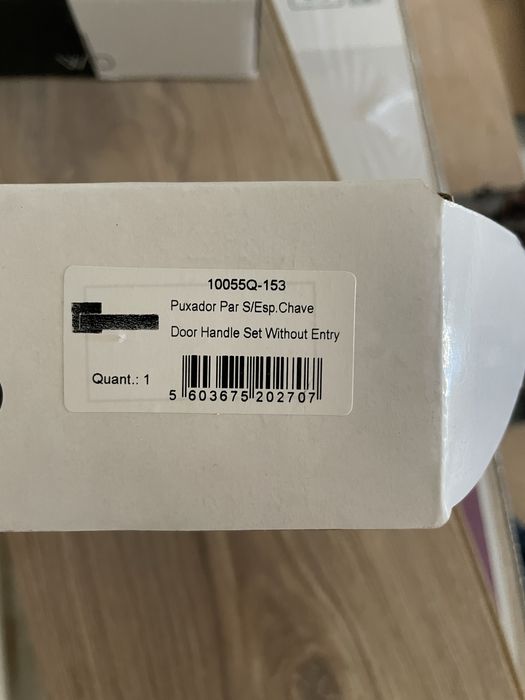 10055Q-153
Puxador Par S/Esp.Chave
Door Handle Set Without Entry
Quant.: 1
5 603675 202707